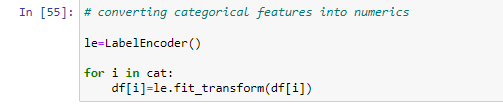 In [55]: # converting categorical features into numerics
le=LabelEncoder()
for i in cat:
    df[i]=le.fit_transform(df[i])